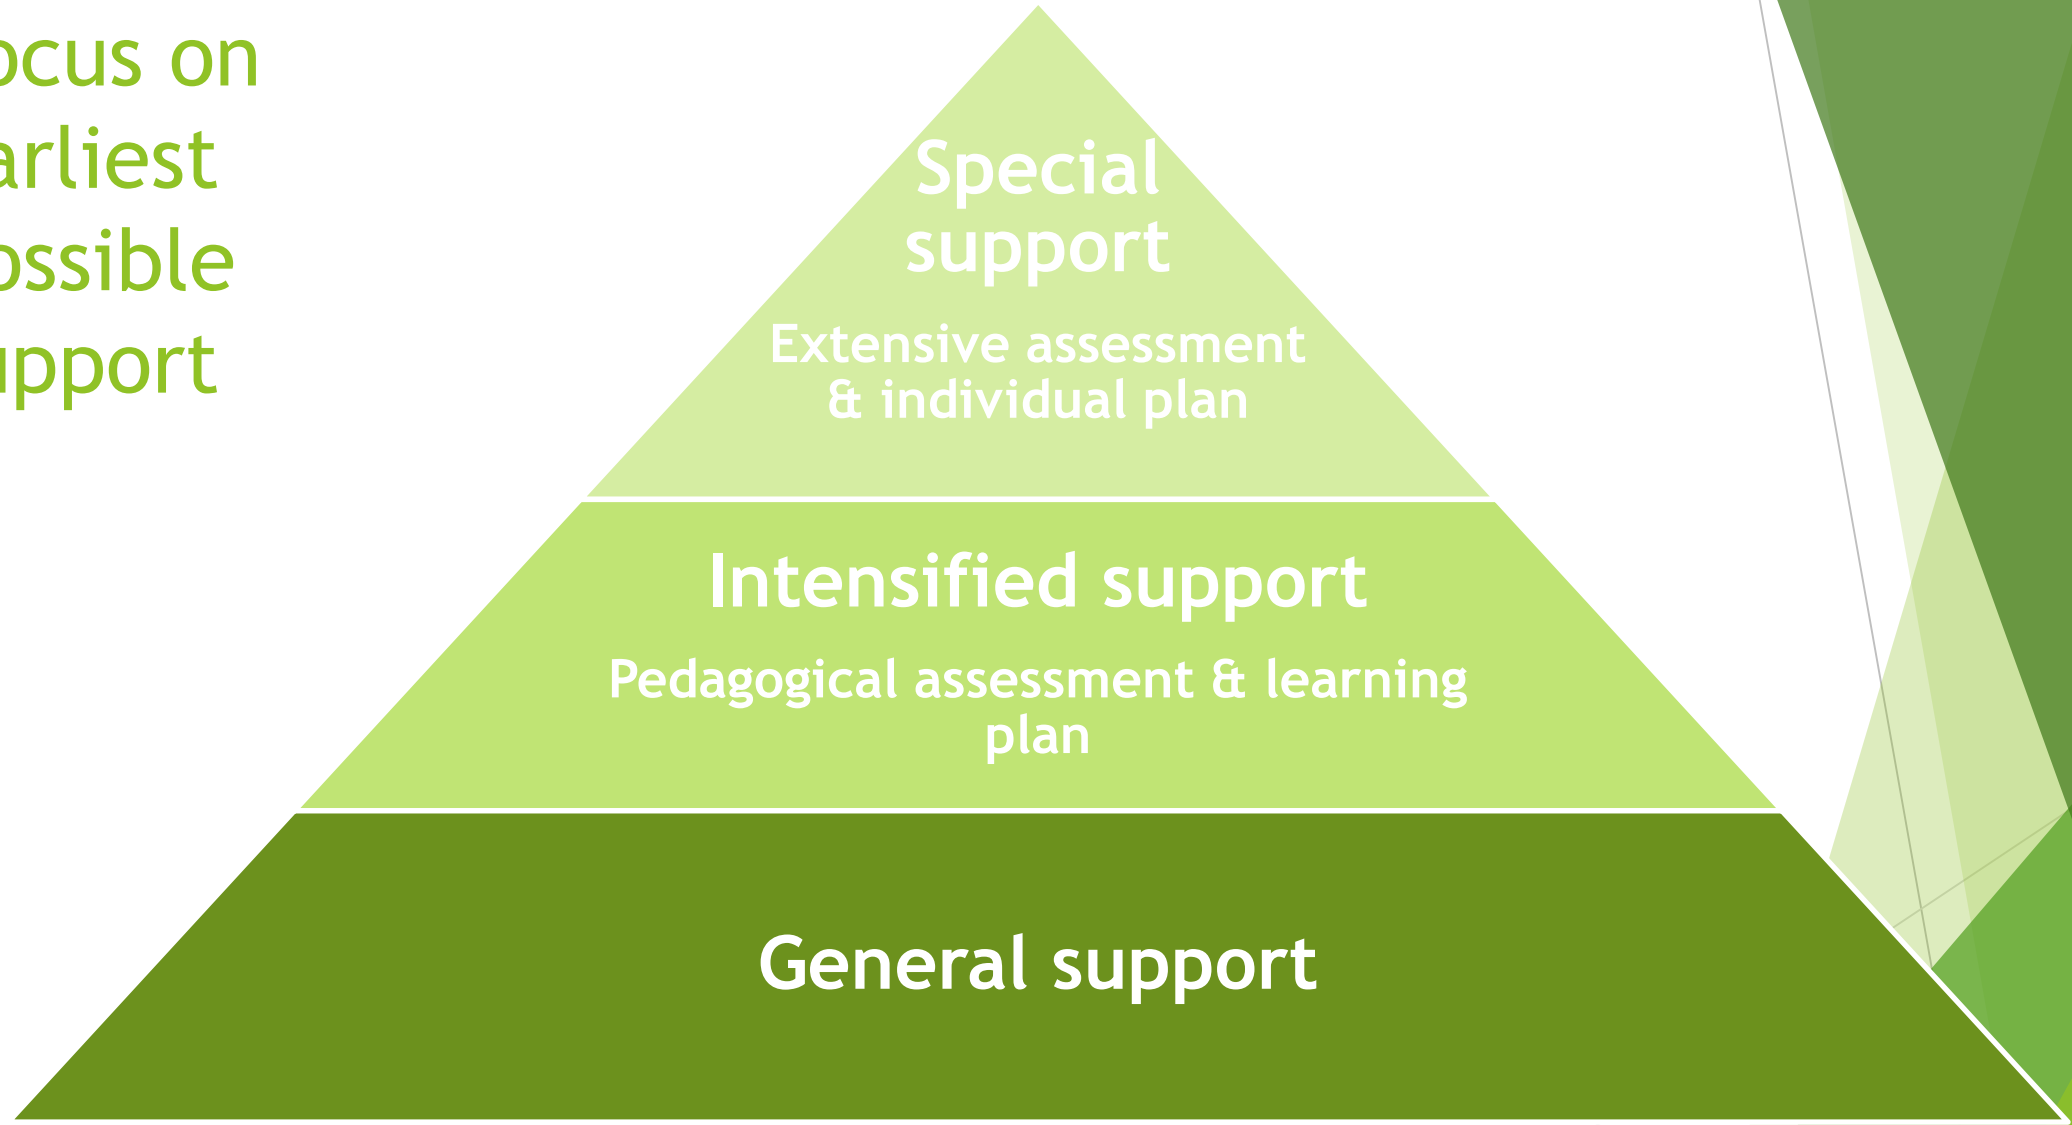 ocus on
arliest
ossible
upport
Special
support
Extensive assessment
& individual plan
Intensified support
Pedagogical assessment & learning
plan
General support